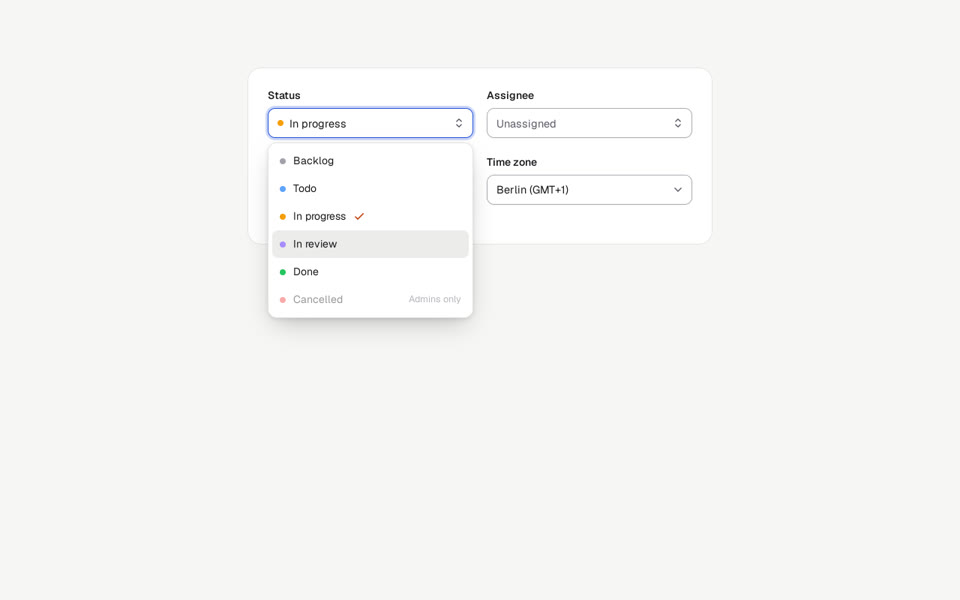 Status
In progress
Backlog
Todo
In progress
In review
Done
Cancelled Admins only
Assignee
Unassigned
Time zone
Berlin (GMT+1)